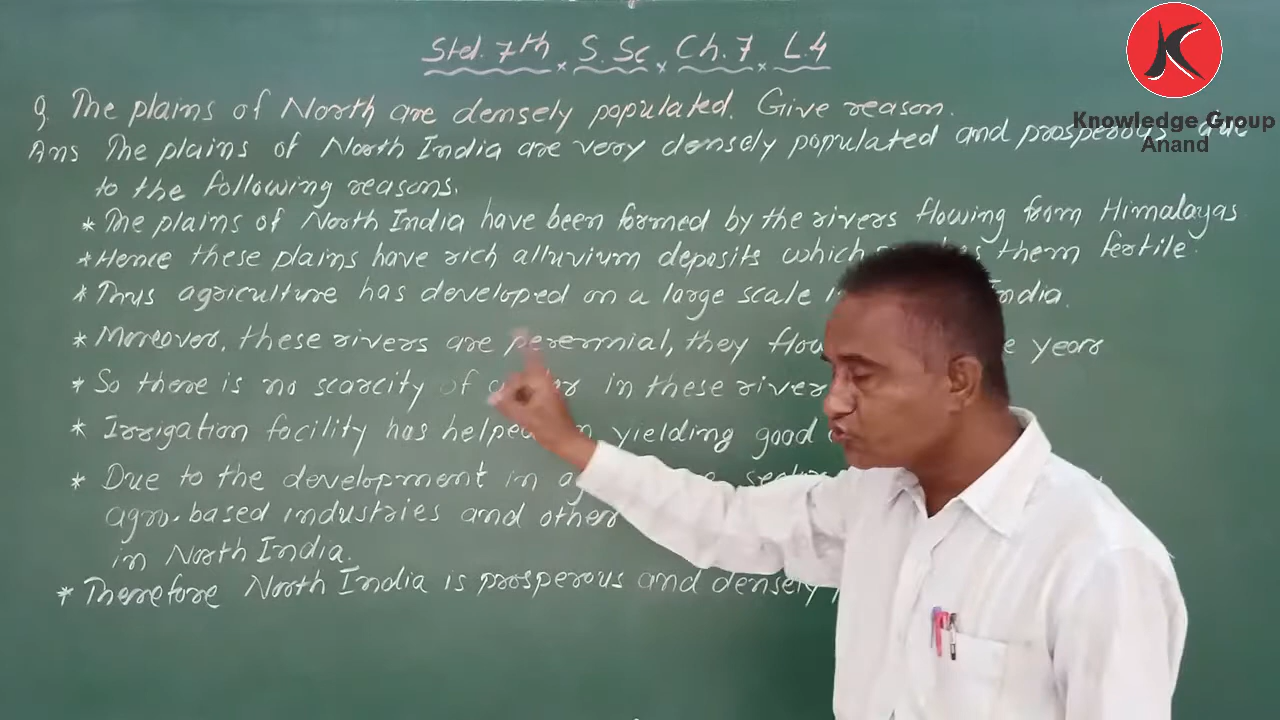 Std. 7th × S. Sc × Ch. 7 × L. 4
Knowledge Group
Anand
Q. The plains of North are densely populated. Give reason.
Ans The plains of North India are very densely populated and prosperous due
to the following reasons.
* The plains of North India have been formed by the rivers flowing from Himalayas
* Hence these plains have rich alluvium deposits which them fertile.
* Thus agriculture has developed on a large scale India.
* Moreover, these rivers are perennial, they years
* So there is no scarcity of in these river
* Irrigation facility has helped yielding good
* Due to the development in
agro-based industries and other
in North India.
* Therefore North India is prosperous and densely